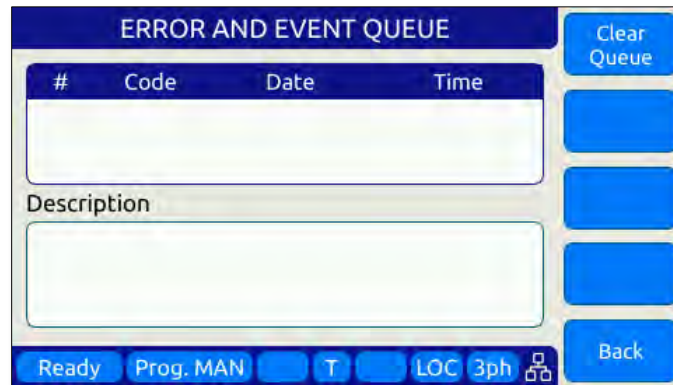 ERROR AND EVENT QUEUE
Clear
Queue
# Code Date Time
Description
Back
Ready Prog. MAN T LOC 3ph